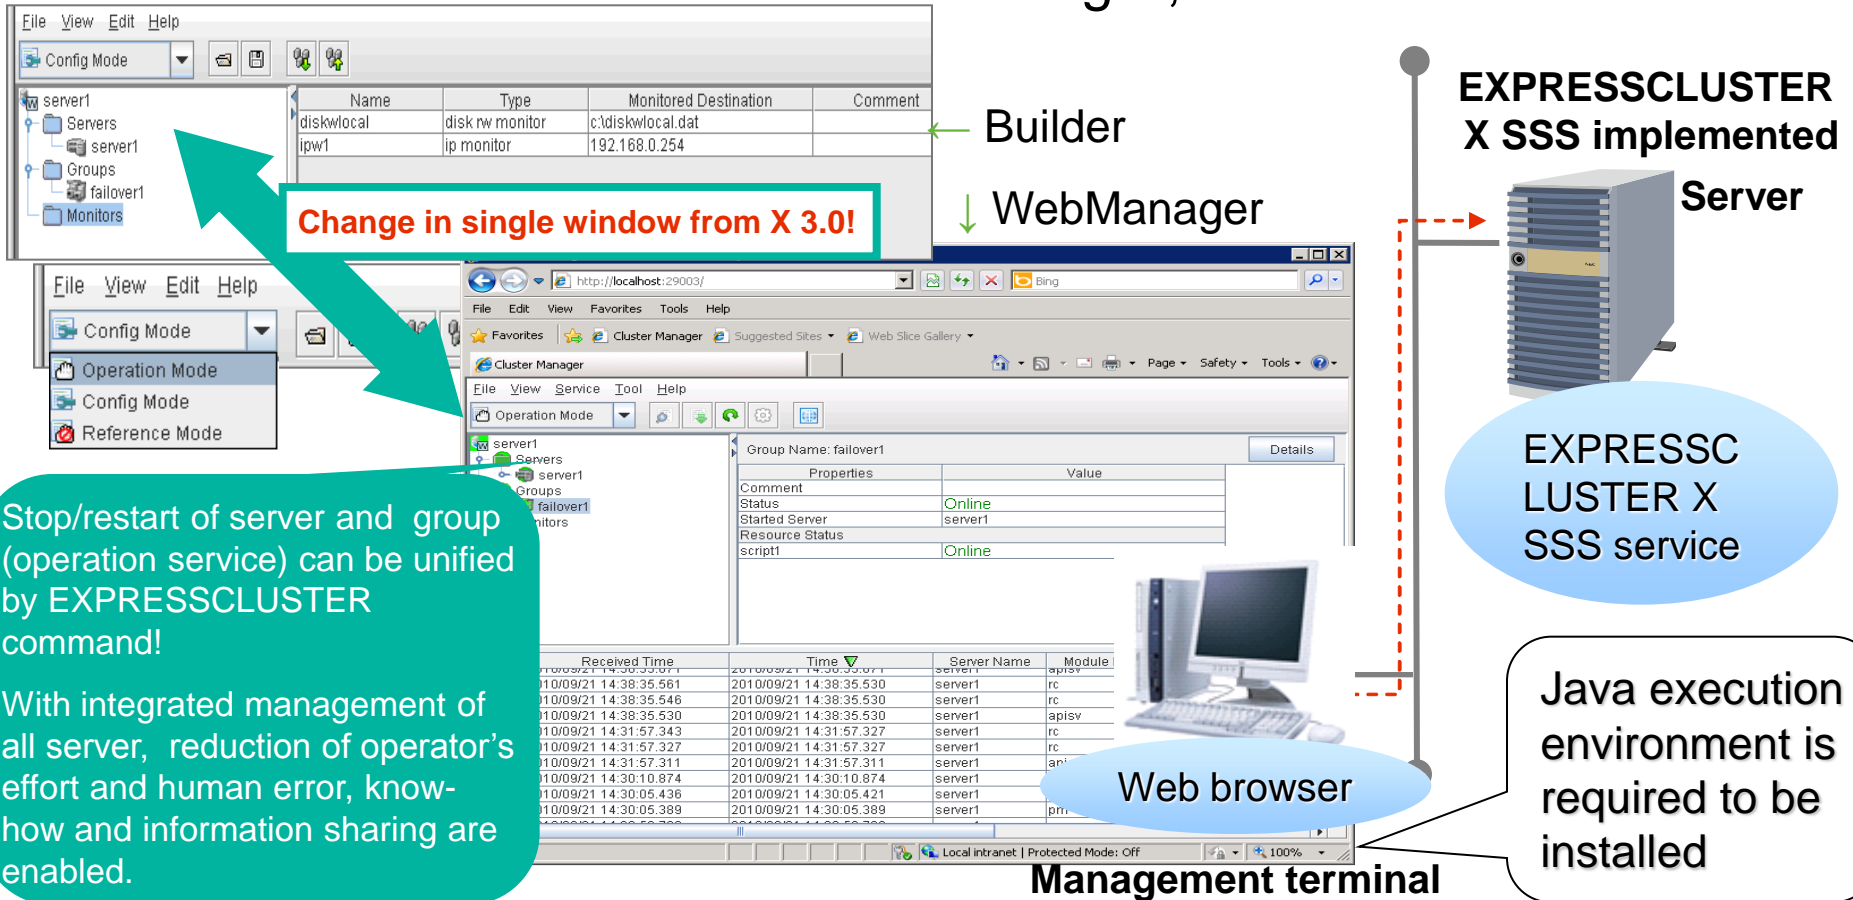 File View Edit Help
Config Mode
server1
Servers
server1
Groups
failover1
Monitors
Name Type Monitored Destination Comment
diskwlocal disk rw monitor c:\diskwlocal.dat
ipw1 ip monitor 192.168.0.254
← Builder
↓ WebManager
Change in single window from X 3.0!
File View Edit Help
Config Mode
Operation Mode
Config Mode
Reference Mode
http://localhost:29003/
Bing
File Edit View Favorites Tools Help
Favorites Cluster Manager Suggested Sites Web Slice Gallery
Cluster Manager
Page Safety Tools
File View Service Tool Help
Operation Mode
server1
Servers
server1
Groups
failover1
Group Name: failover1
Details
Properties Value
Comment
Status Online
Started Server server1
Resource Status
script1 Online
Received Time Time Server Name Module
2010/09/21 14:38:35.530 server1 rc
2010/09/21 14:38:35.530 server1 rc
2010/09/21 14:38:35.530 server1 apisv
2010/09/21 14:31:57.327 server1 rc
2010/09/21 14:31:57.327 server1 rc
2010/09/21 14:31:57.311 server1
2010/09/21 14:30:10.874 server1
2010/09/21 14:30:05.421 server1
2010/09/21 14:30:05.389 server1
Local intranet | Protected Mode: Off
100%
Stop/restart of server and group
(operation service) can be unified
by EXPRESSCLUSTER
command!
With integrated management of
all server, reduction of operator's
effort and human error, know-
how and information sharing are
enabled.
EXPRESSCLUSTER
X SSS implemented
Server
EXPRESSC
LUSTER X
SSS service
Web browser
Management terminal
Java execution
environment is
required to be
installed